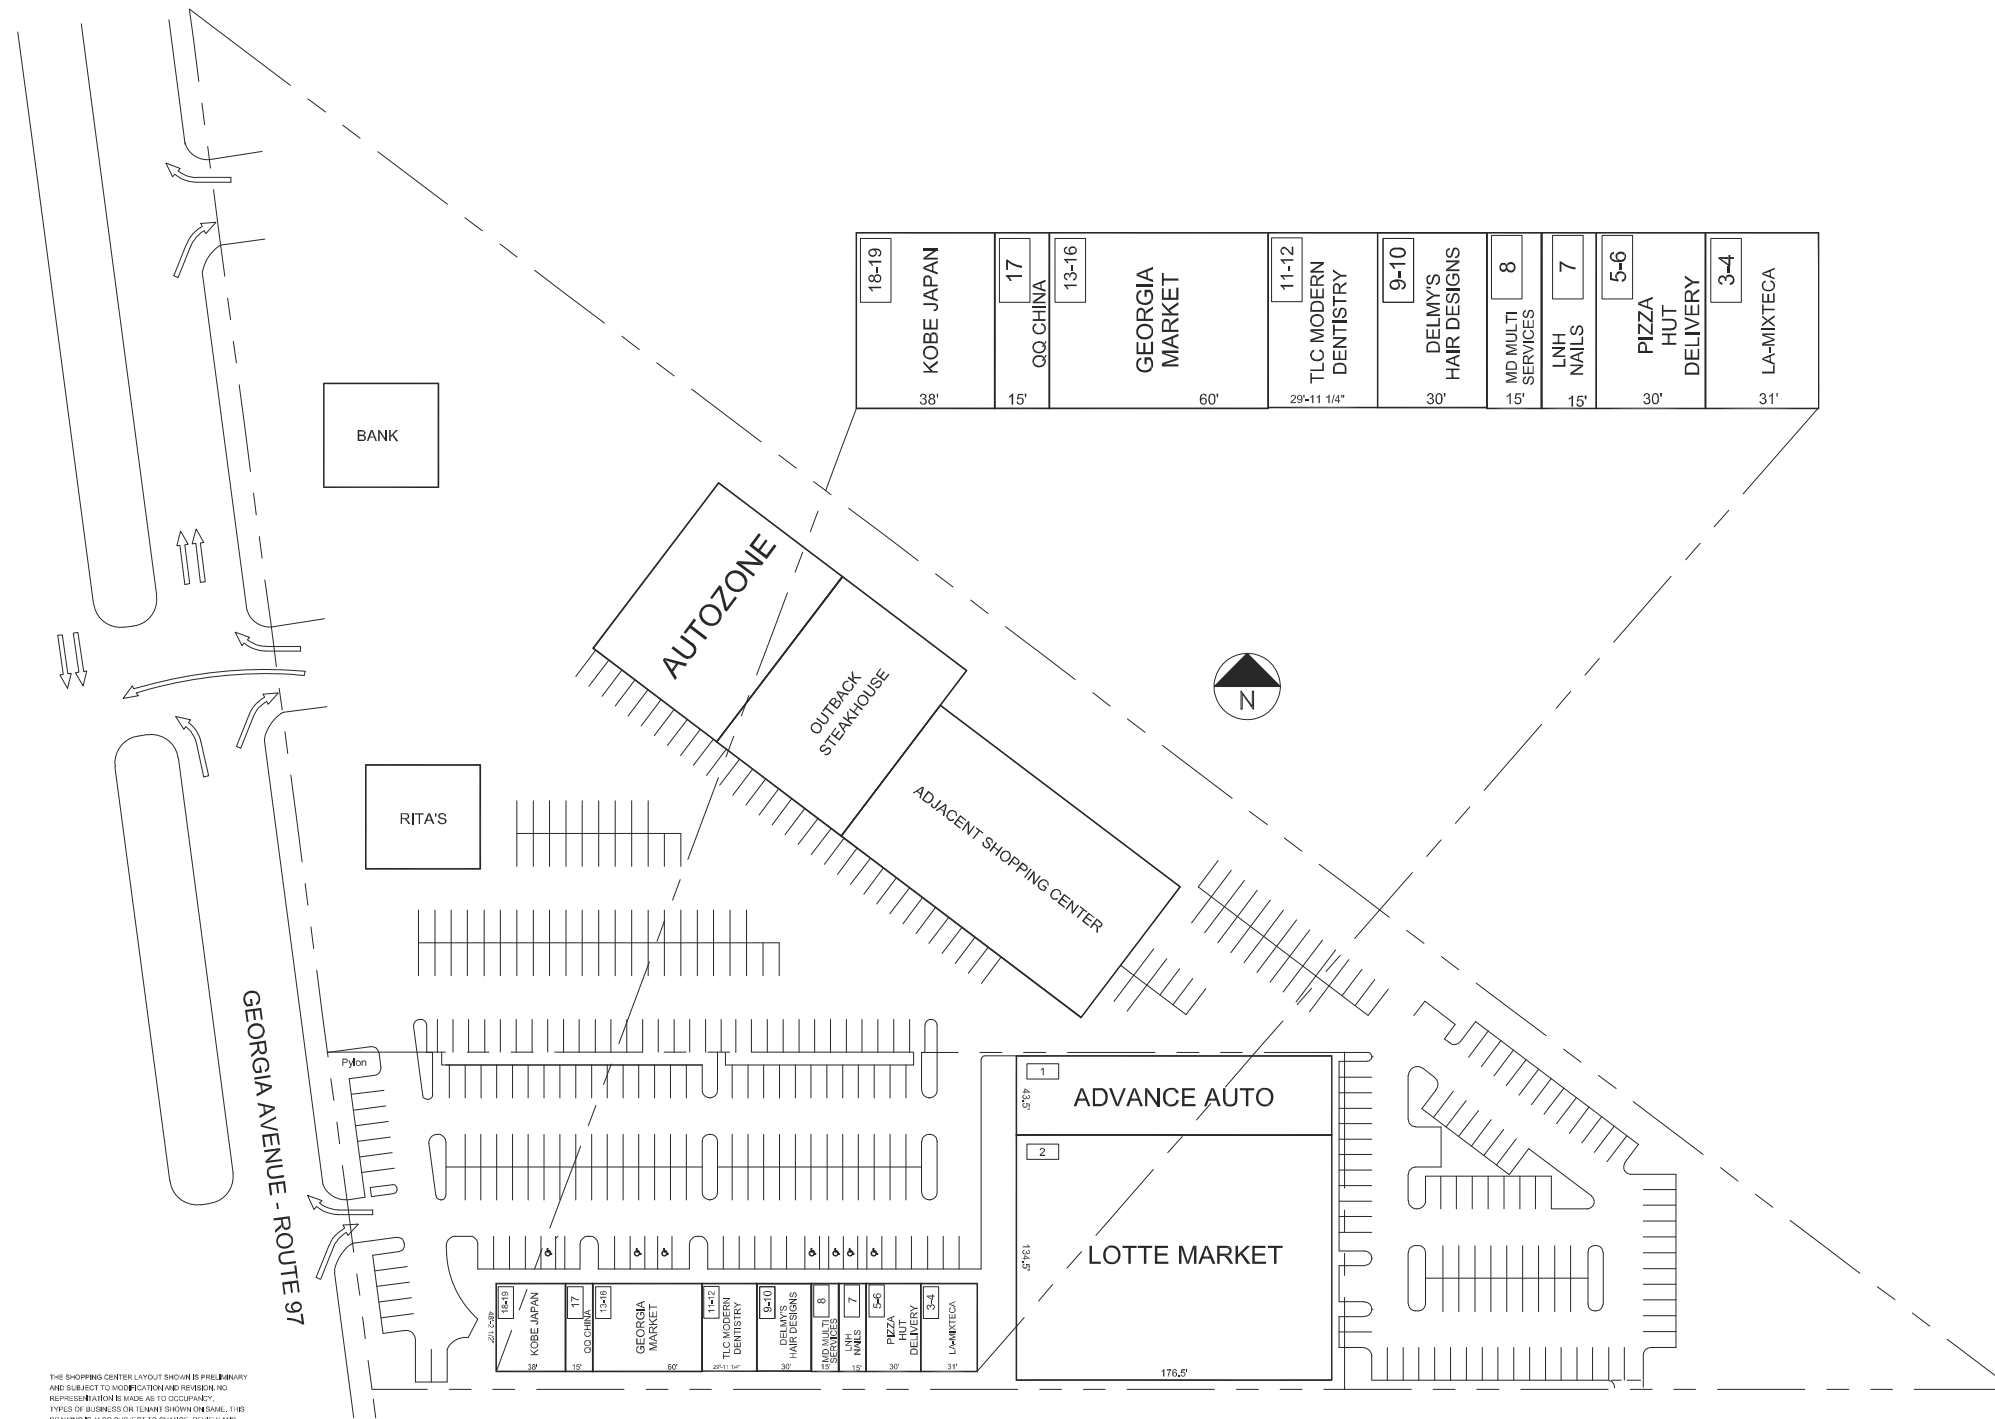 18-19
KOBE JAPAN
38'
17
QQ CHINA
15'
13-16
GEORGIA
MARKET
60'
11-12
TLC MODERN
DENTISTRY
29'-11 1/4"
9-10
DELMY'S
HAIR DESIGNS
30'
8
MD MULTI
SERVICES
15'
7
LNH
NAILS
15'
5-6
PIZZA
HUT
DELIVERY
30'
3-4
LA-MIXTECA
31'
BANK
AUTOZONE
OUTBACK
STEAKHOUSE
ADJACENT SHOPPING CENTER
N
RITA'S
GEORGIA AVENUE - ROUTE 97
Pylon
1
43.5'
ADVANCE AUTO
2
134.5'
LOTTE MARKET
176.5'
18-19
KOBE JAPAN
38'
17
QQ CHINA
15'
13-16
GEORGIA
MARKET
60'
11-12
TLC MODERN
DENTISTRY
29'-11 1/4"
9-10
DELMY'S
HAIR DESIGNS
30'
8
MD MULTI
SERVICES
15'
7
LNH
NAILS
15'
5-6
PIZZA
HUT
DELIVERY
30'
3-4
LA-MIXTECA
31'
THE SHOPPING CENTER LAYOUT SHOWN IS PRELIMINARY
AND SUBJECT TO MODIFICATION AND REVISION. NO
REPRESENTATION IS MADE AS TO OCCUPANCY,
TYPES OF BUSINESS OR TENANT SHOWN ON SAME. THIS